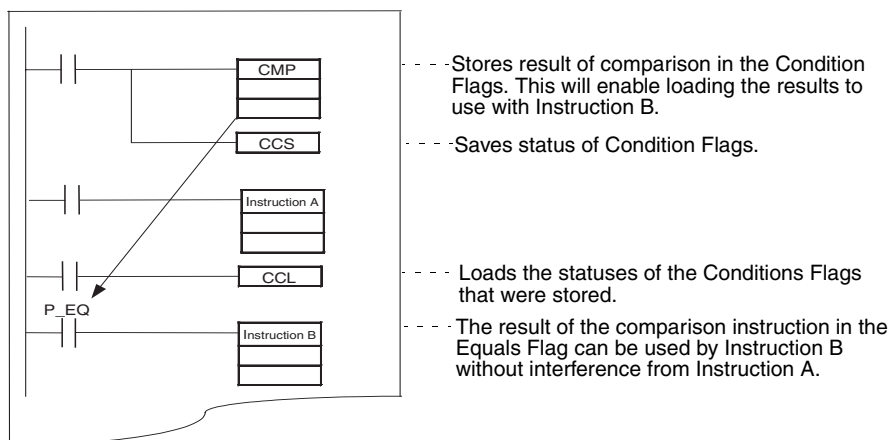 CMP
Stores result of comparison in the Condition
Flags. This will enable loading the results to
use with Instruction B.
CCS
Saves status of Condition Flags.
Instruction A
CCL
Loads the statuses of the Conditions Flags
that were stored.
P_EQ
Instruction B
The result of the comparison instruction in the
Equals Flag can be used by Instruction B
without interference from Instruction A.